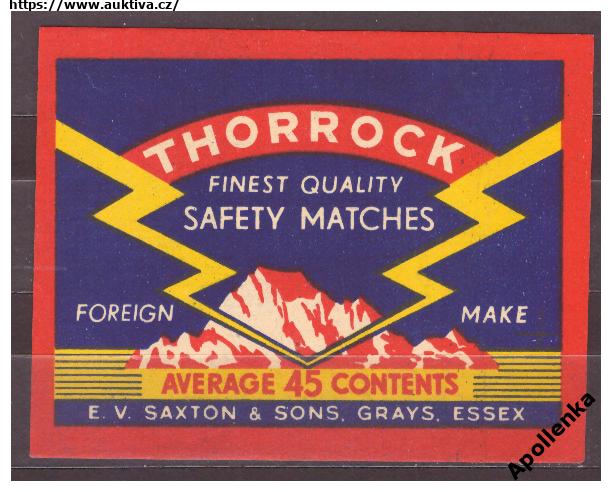 https://www.auktiva.cz/
THORROCK
FINEST QUALITY
SAFETY MATCHES
FOREIGN MAKE
AVERAGE 45 CONTENTS
E. V. SAXTON & SONS, GRAYS, ESSEX
Apollenka